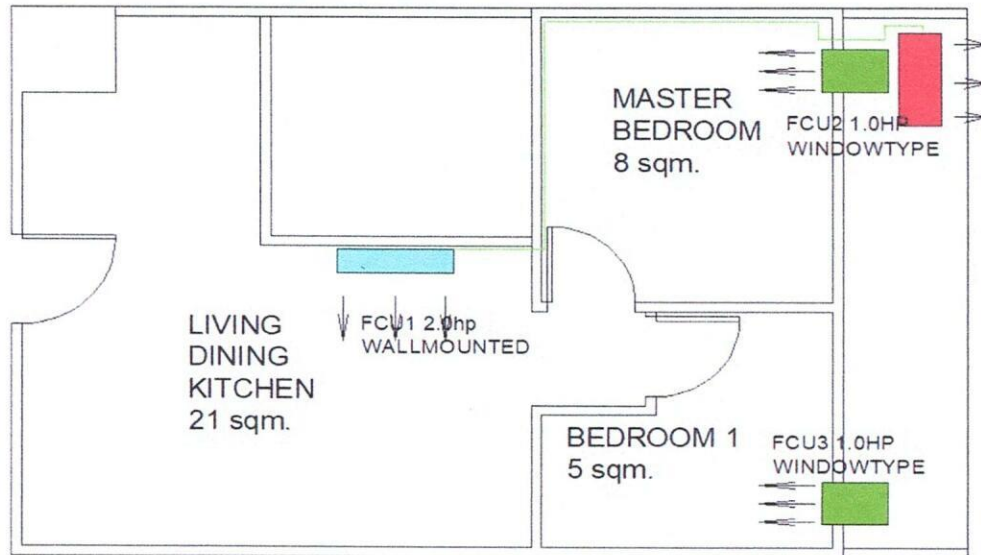 MASTER
BEDROOM
8 sqm.
FCU2 1.0HP
WINDOWTYPE
LIVING
DINING
KITCHEN
21 sqm.
FCU1 2.0hp
WALLMOUNTED
BEDROOM 1
5 sqm.
FCU3 1.0HP
WINDOWTYPE